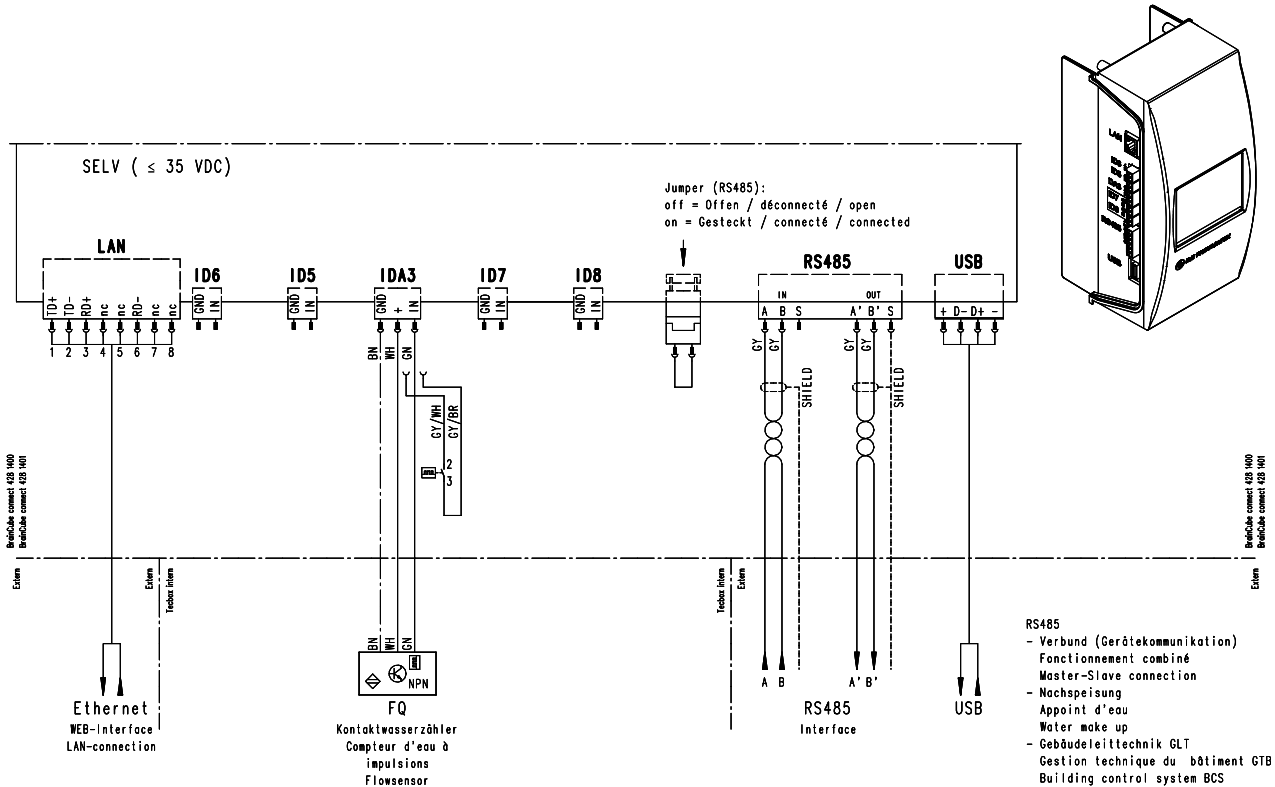 SELV ( ≤ 35 VDC)
Jumper (RS485):
off = Offen / déconnecté / open
on = Gesteckt / connecté / connected
LAN
TD+ TD- RD+ nc nc RD- nc nc
1 2 3 4 5 6 7 8
ID6
GND IN
ID5
GND IN
IDA3
GND + IN
ID7
GND IN
ID8
GND IN
RS485
IN OUT
A B S A' B' S
USB
+ D- D+ -
BN WH GN
GY/WH GY/BR
2
3
GY GY SHIELD
GY GY SHIELD
LAN
RS485
USB
BrainCube connect 428 1400
BrainCube connect 428 1401
BrainCube connect 428 1400
BrainCube connect 428 1401
Extern
Extern
Tecbox intern
Tecbox intern
Extern
Extern
BN WH GN
NPN
A B A' B'
Ethernet
WEB-Interface
LAN-connection
FQ
Kontaktwasserzähler
Compteur d'eau à
impulsions
Flowsensor
RS485
Interface
USB
RS485
- Verbund (Gerätekommunikation)
Fonctionnement combiné
Master-Slave connection
- Nachspeisung
Appoint d'eau
Water make up
- Gebäudeleittechnik GLT
Gestion technique du bâtiment GTB
Building control system BCS